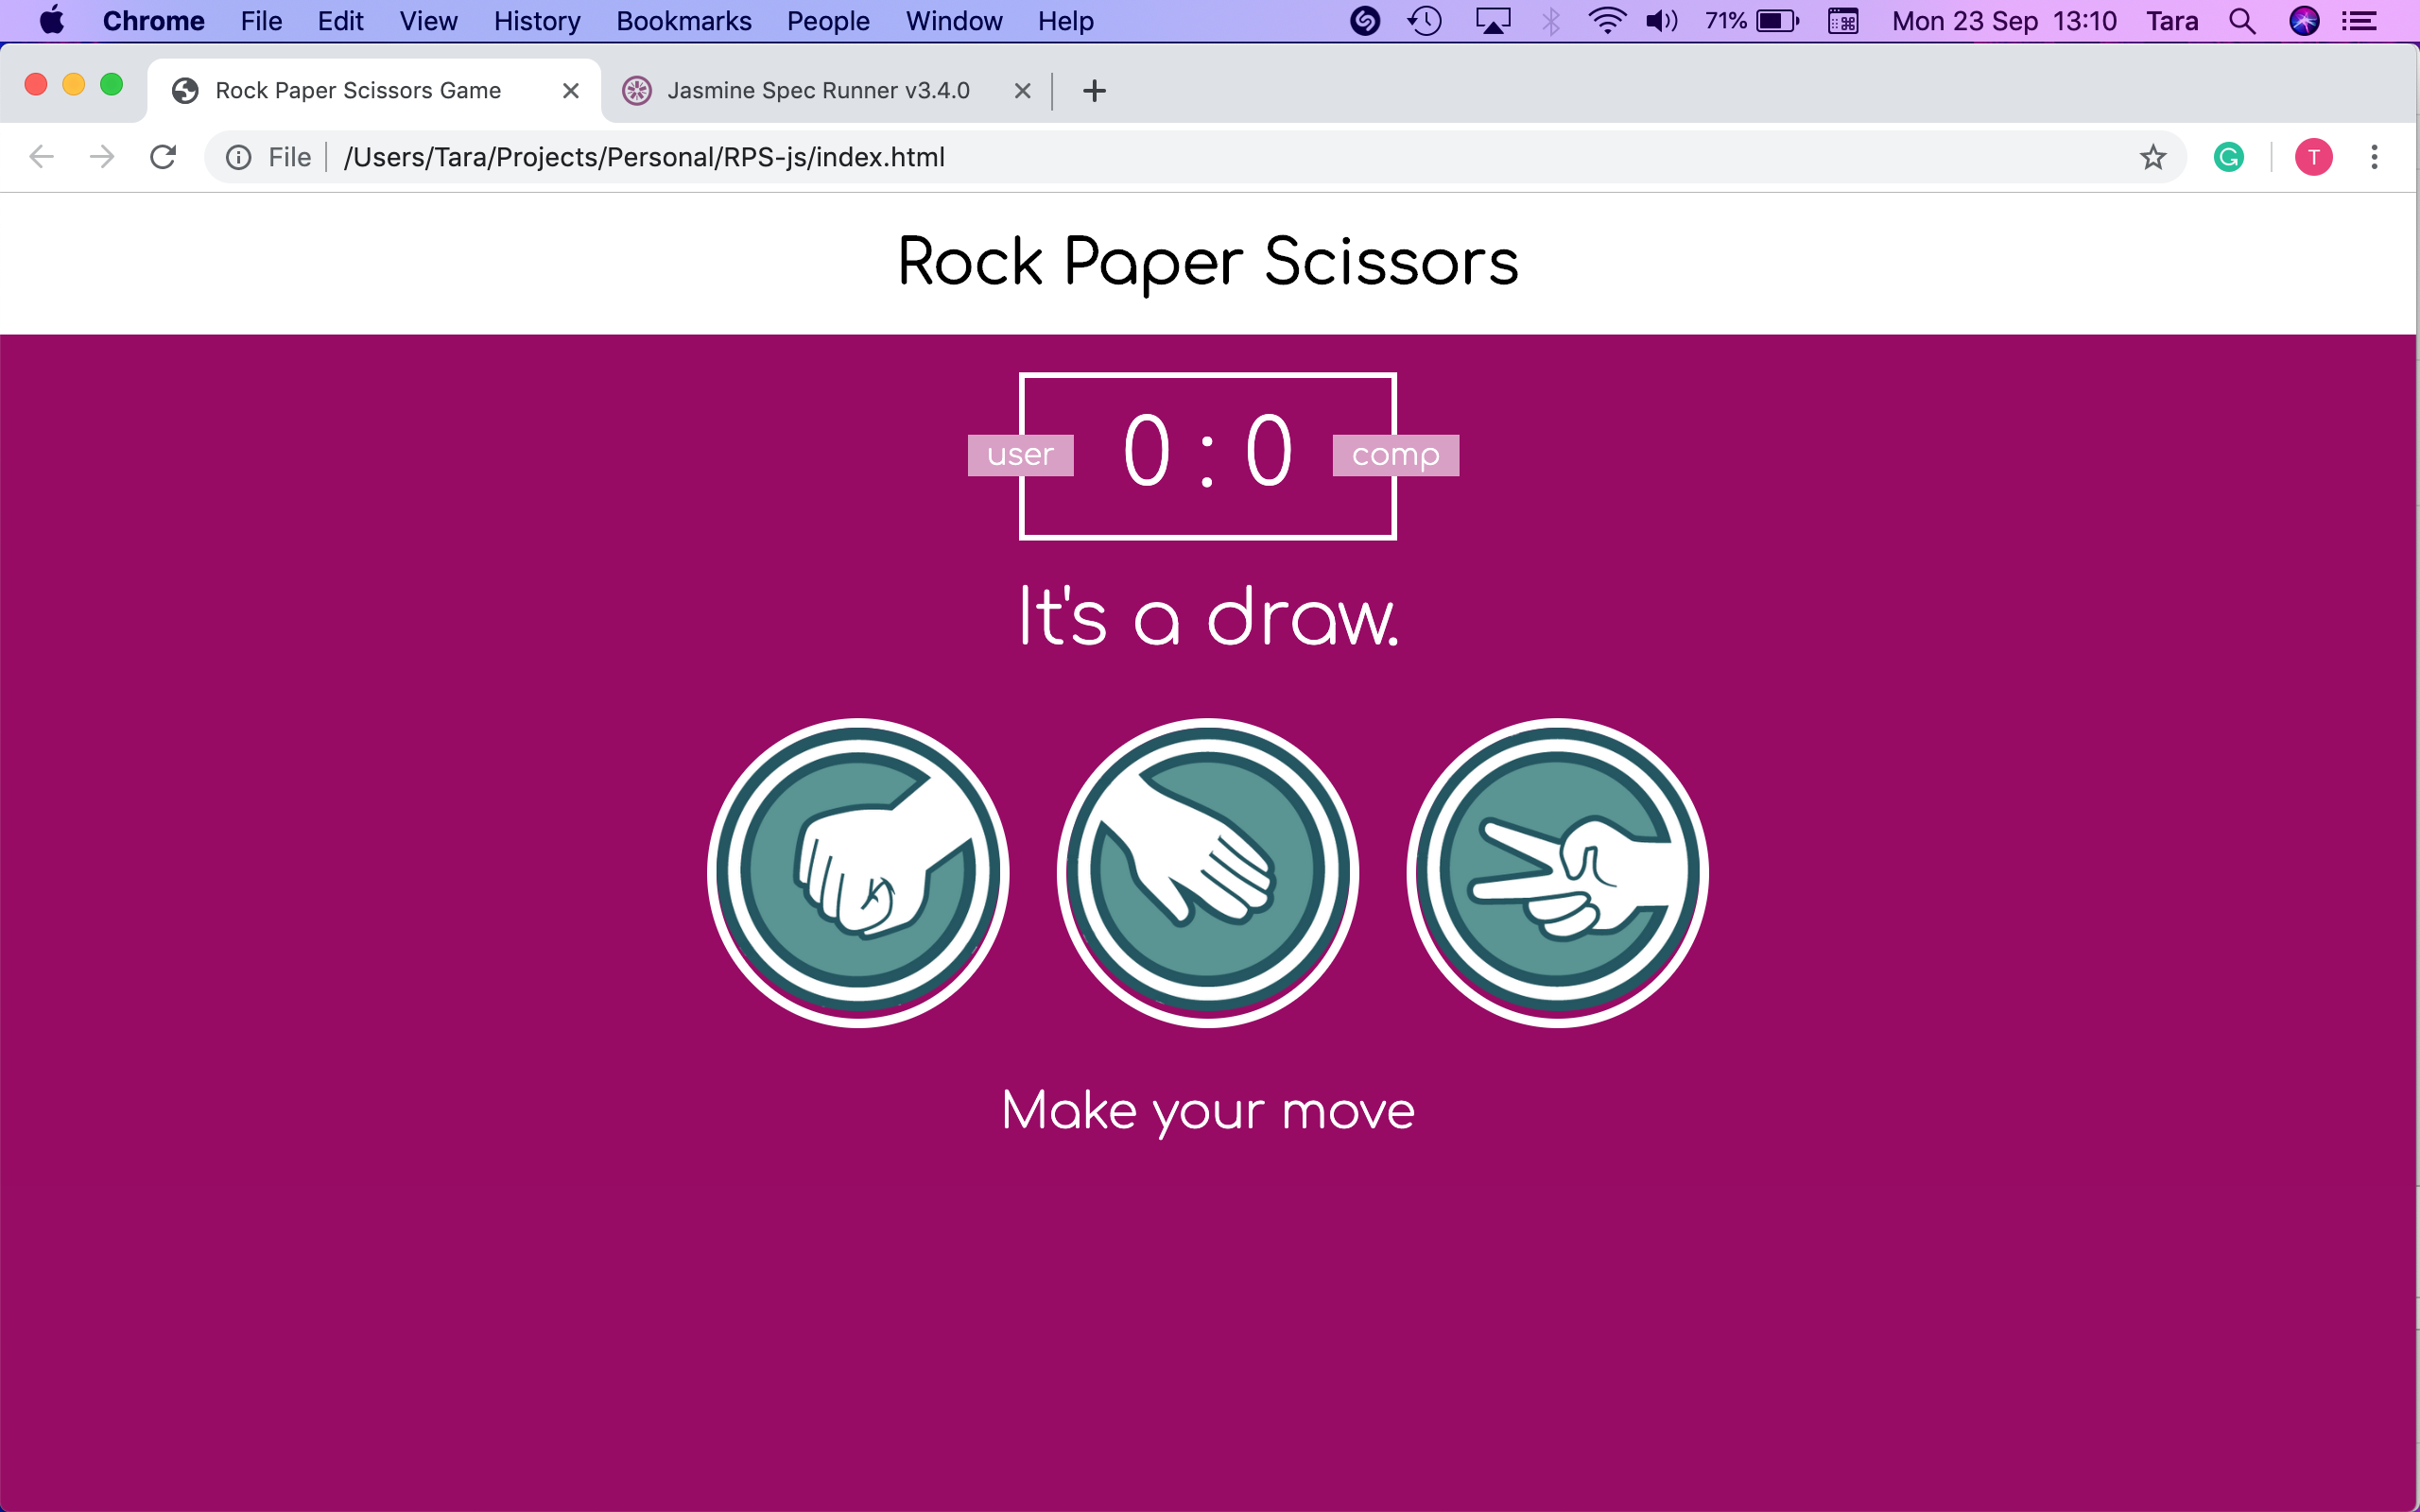 Chrome File Edit View History Bookmarks People Window Help 71% Mon 23 Sep 13:10 Tara
Rock Paper Scissors Game Jasmine Spec Runner v3.4.0
File /Users/Tara/Projects/Personal/RPS-js/index.html T
Rock Paper Scissors
user 0 : 0 comp
It's a draw.
Make your move